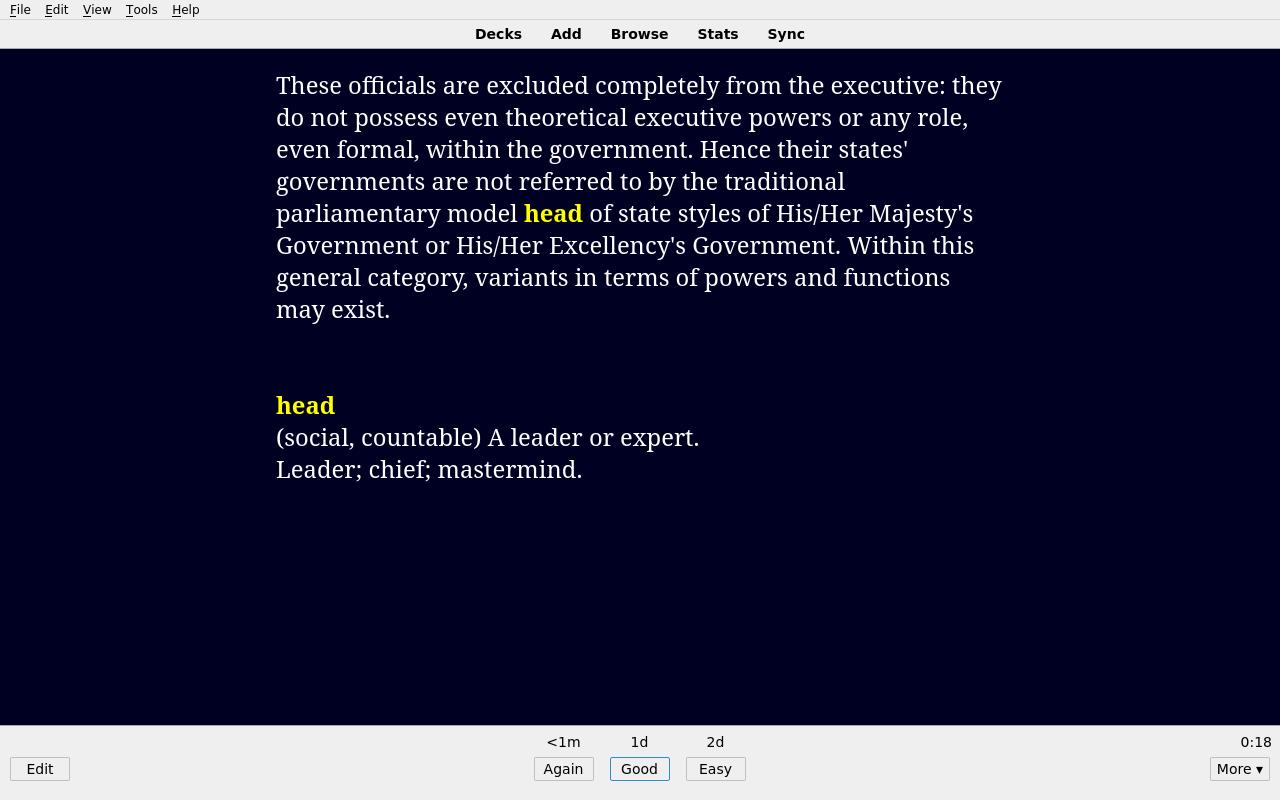 File Edit View Tools Help
Decks Add Browse Stats Sync
These officials are excluded completely from the executive: they
do not possess even theoretical executive powers or any role,
even formal, within the government. Hence their states'
governments are not referred to by the traditional
parliamentary model head of state styles of His/Her Majesty's
Government or His/Her Excellency's Government. Within this
general category, variants in terms of powers and functions
may exist.
head
(social, countable) A leader or expert.
Leader; chief; mastermind.
<1m 1d 2d 0:18
Edit Again Good Easy More ▾